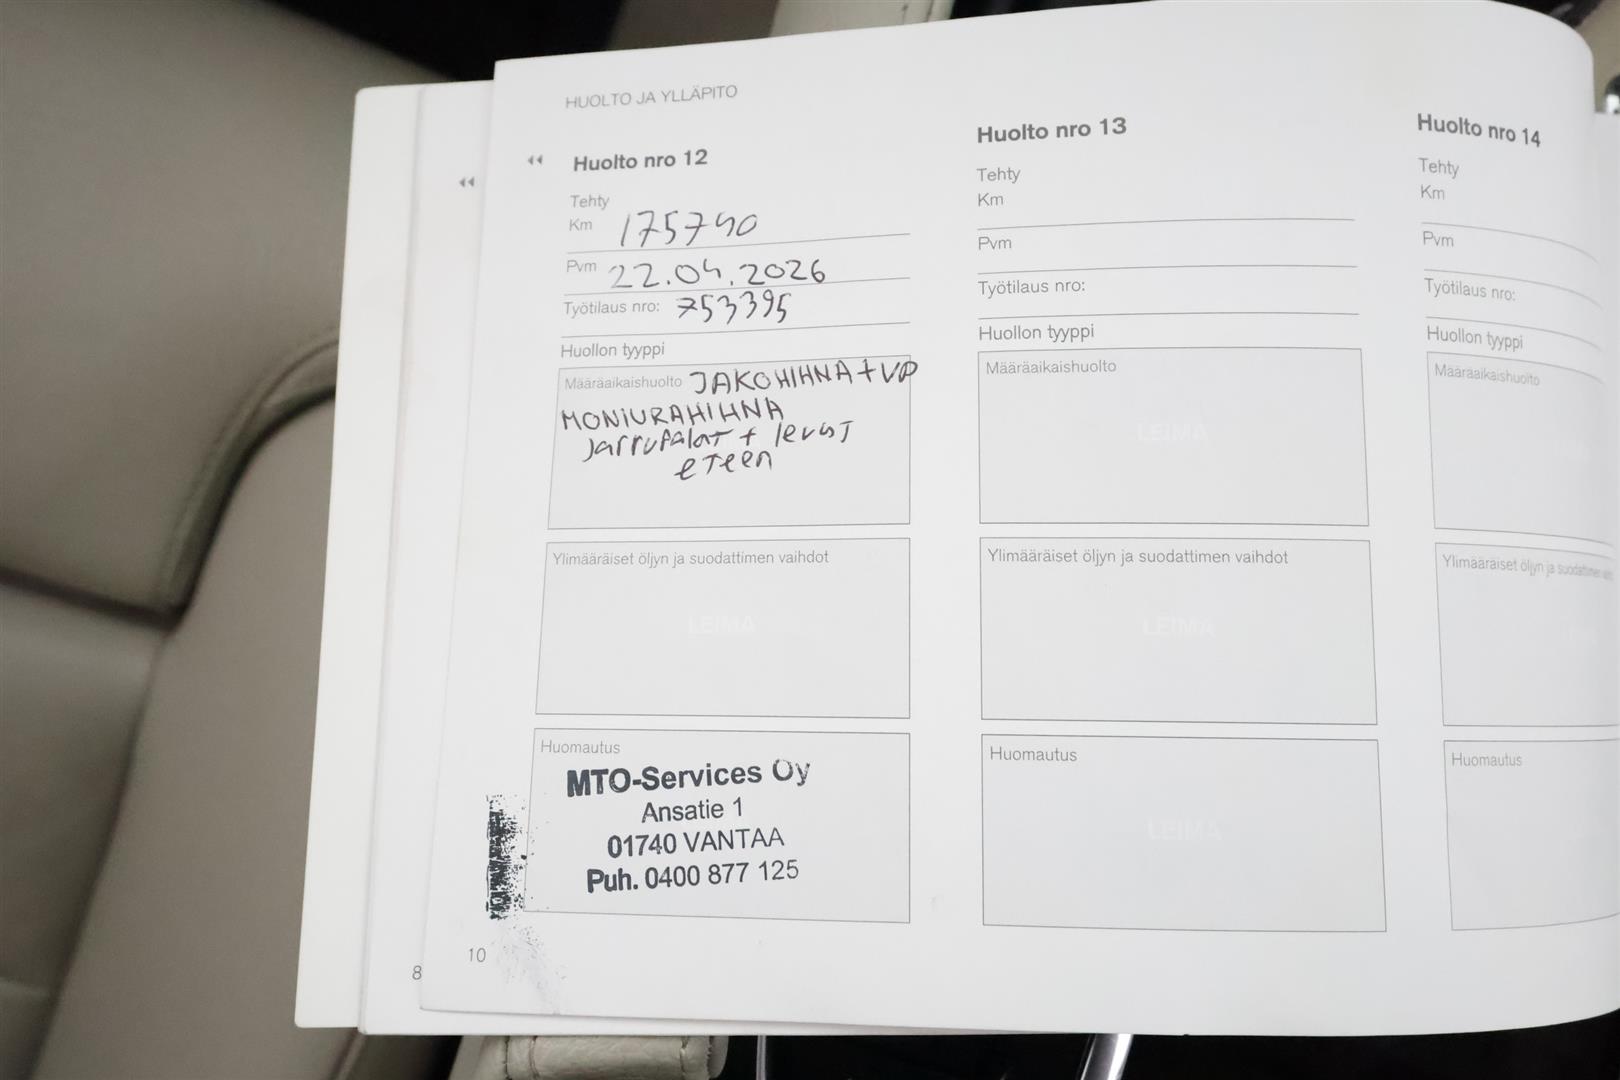 HUOLTO JA YLLÄPITO
Huolto nro 12
Tehty
Km 175740
Pvm 22.04.2026
Työtilaus nro: 753395
Huollon tyyppi
Määräaikaishuolto JAKOHIHNA + VP
MONIURAHIHNA
Jarrupalat + levyt
eteen
Ylimääräiset öljyn ja suodattimen vaihdot
LEIMA
Huomautus
MTO-Services Oy
Ansatie 1
01740 VANTAA
Puh. 0400 877 125
Huolto nro 13
Tehty
Km
Pvm
Työtilaus nro:
Huollon tyyppi
Määräaikaishuolto
LEIMA
Ylimääräiset öljyn ja suodattimen vaihdot
LEIMA
Huomautus
LEIMA
Huolto nro 14
Tehty
Km
Pvm
Työtilaus nro:
Huollon tyyppi
Määräaikaishuolto
Ylimääräiset öljyn ja suodattimen
Huomautus
10
8